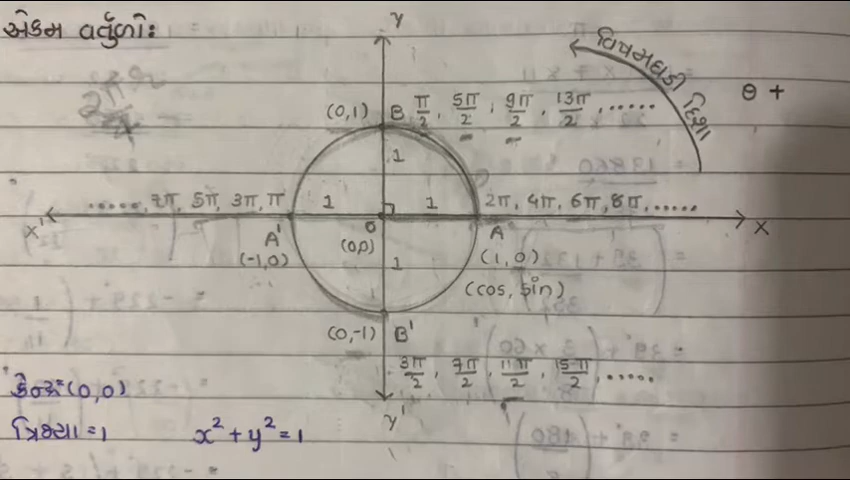 એકમ વર્તુળ:
y
વિષમઘડી દિશા
θ +
(0,1) B π/2, 5π/2, 9π/2, 13π/2, ......
1
....., 7π, 5π, 3π, π 1 1 2π, 4π, 6π, 8π, ......
X' A' O A X
(-1,0) (0,0) (1,0)
1 (cos, sin)
(0,-1) B'
3π/2, 7π/2, 11π/2, 15π/2, .....
y'
કેન્દ્ર=(0,0)
ત્રિજ્યા=1 x²+y²=1